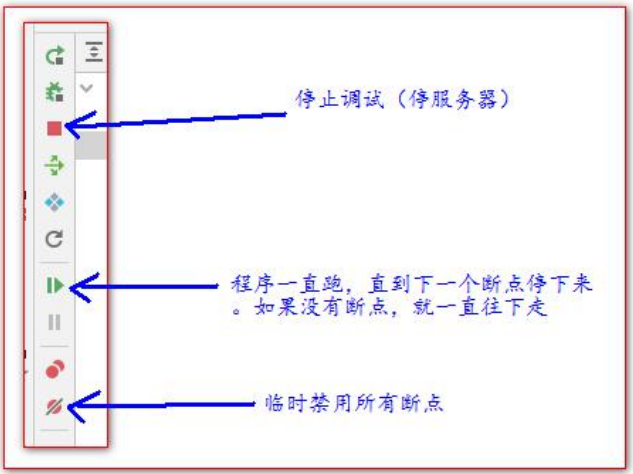 停止调试（停服务器）
程序一直跑，直到下一个断点停下来
。如果没有断点，就一直往下走
临时禁用所有断点